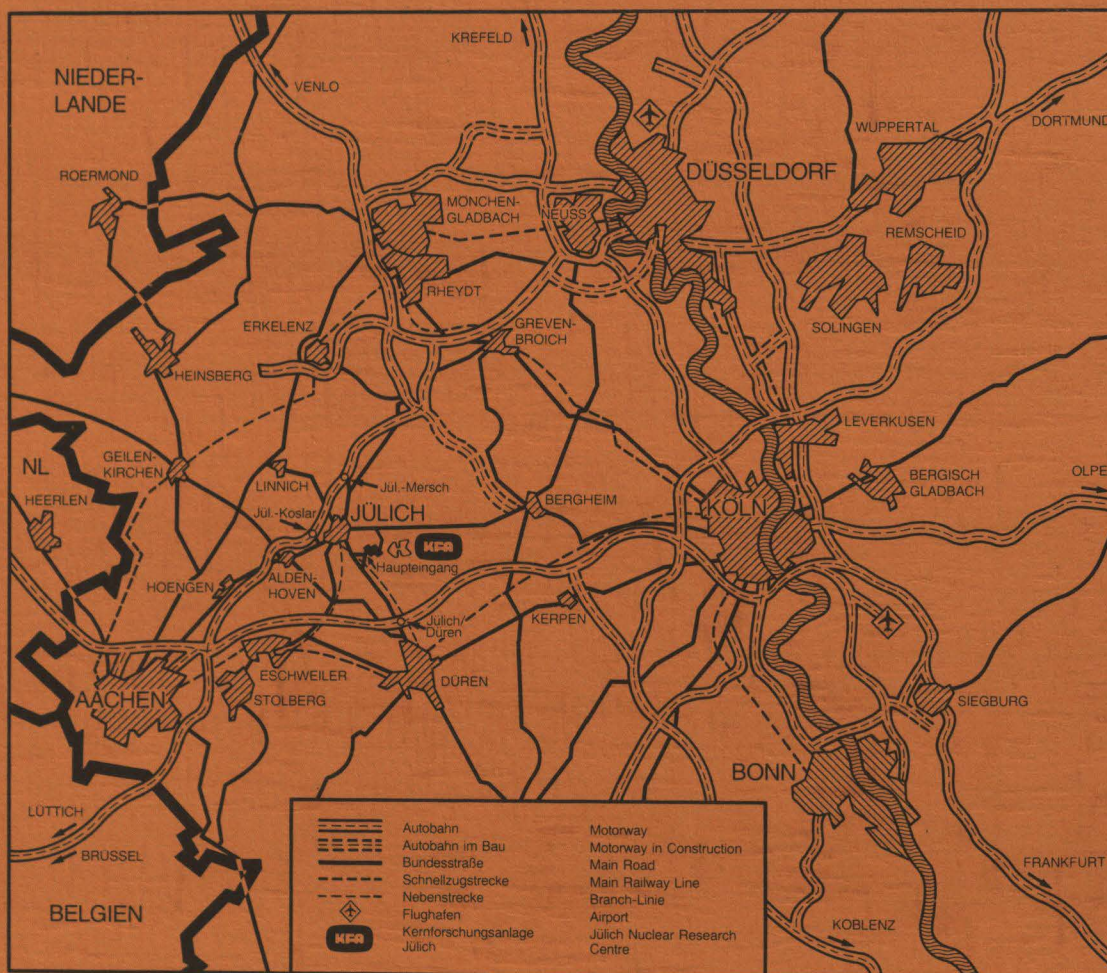 KREFELD
NIEDER-
LANDE
VENLO
DORTMUND
WUPPERTAL
ROERMOND
DÜSSELDORF
MÖNCHEN-
GLADBACH
NEUSS
REMSCHEID
RHEYDT
SOLINGEN
ERKELENZ
GREVEN-
BROICH
HEINSBERG
LEVERKUSEN
GEILEN-
KIRCHEN
NL
HEERLEN
LINNICH
Jül.-Mersch
BERGISCH
GLADBACH
OLPE
BERGHEIM
KÖLN
Jül.-Koslar
JÜLICH
KFA
Haupteingang
HOENGEN
ALDEN-
HOVEN
Jülich/
Düren
KERPEN
ESCHWEILER
DÜREN
AACHEN
STOLBERG
SIEGBURG
BONN
LÜTTICH
BRÜSSEL
FRANKFURT
BELGIEN
KOBLENZ
Autobahn Motorway
Autobahn im Bau Motorway in Construction
Bundesstraße Main Road
Schnellzugstrecke Main Railway Line
Nebenstrecke Branch-Linie
Flughafen Airport
KFA Kernforschungsanlage Jülich Nuclear Research
Jülich Centre